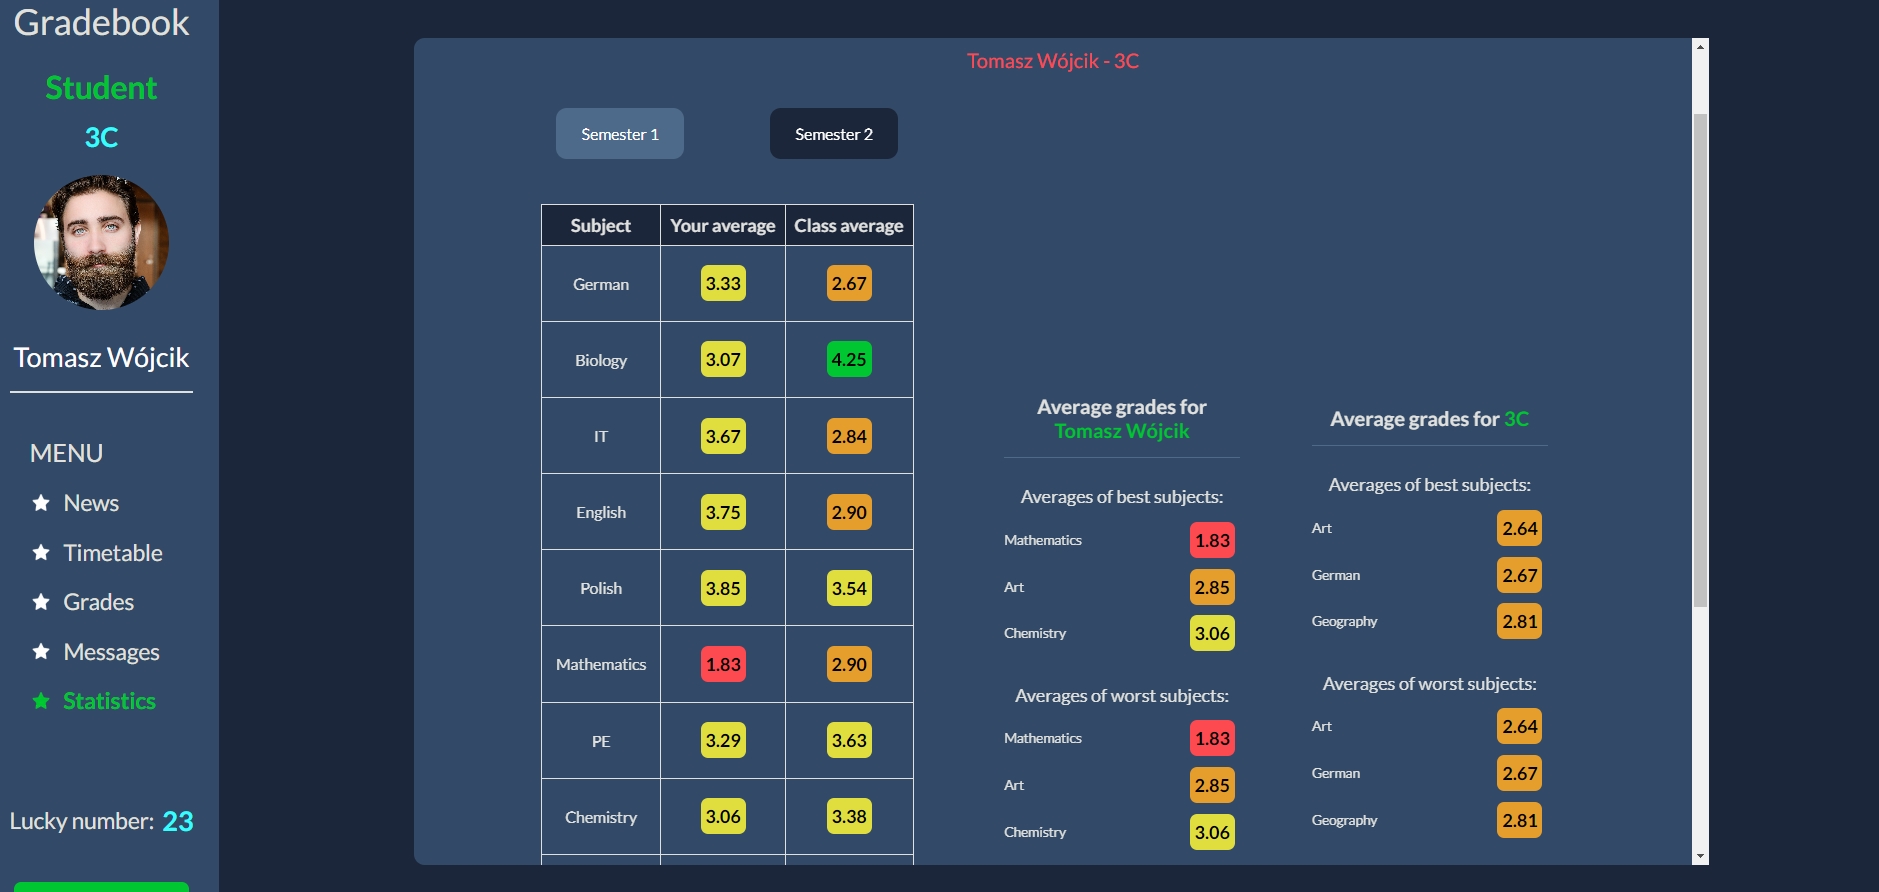 Gradebook
Student
3C
Tomasz Wójcik
MENU
News
Timetable
Grades
Messages
Statistics
Lucky number: 23
Tomasz Wójcik - 3C
Semester 1
Semester 2
Subject Your average Class average
German 3.33 2.67
Biology 3.07 4.25
IT 3.67 2.84
English 3.75 2.90
Polish 3.85 3.54
Mathematics 1.83 2.90
PE 3.29 3.63
Chemistry 3.06 3.38
Average grades for
Tomasz Wójcik
Averages of best subjects:
Mathematics 1.83
Art 2.85
Chemistry 3.06
Averages of worst subjects:
Mathematics 1.83
Art 2.85
Chemistry 3.06
Average grades for 3C
Averages of best subjects:
Art 2.64
German 2.67
Geography 2.81
Averages of worst subjects:
Art 2.64
German 2.67
Geography 2.81